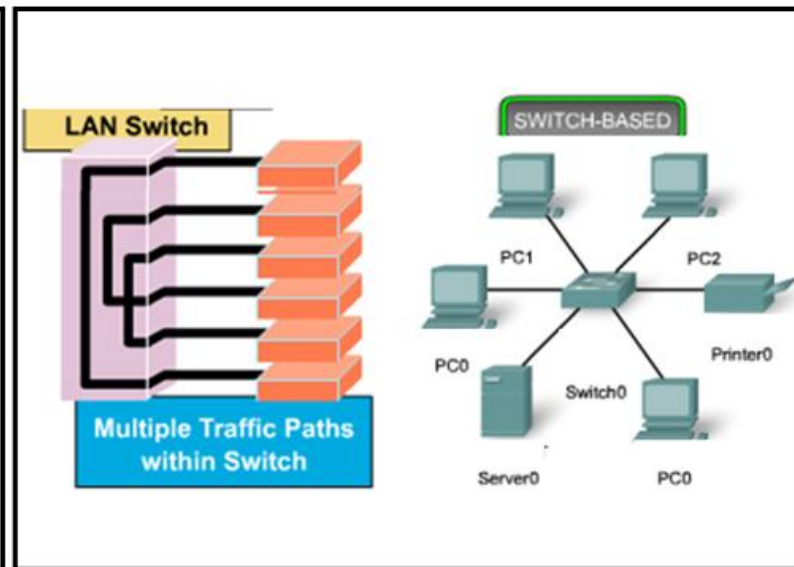 LAN Switch
Multiple Traffic Paths
within Switch
SWITCH-BASED
PC1
PC2
PC0
Printer0
Switch0
Server0
PC0